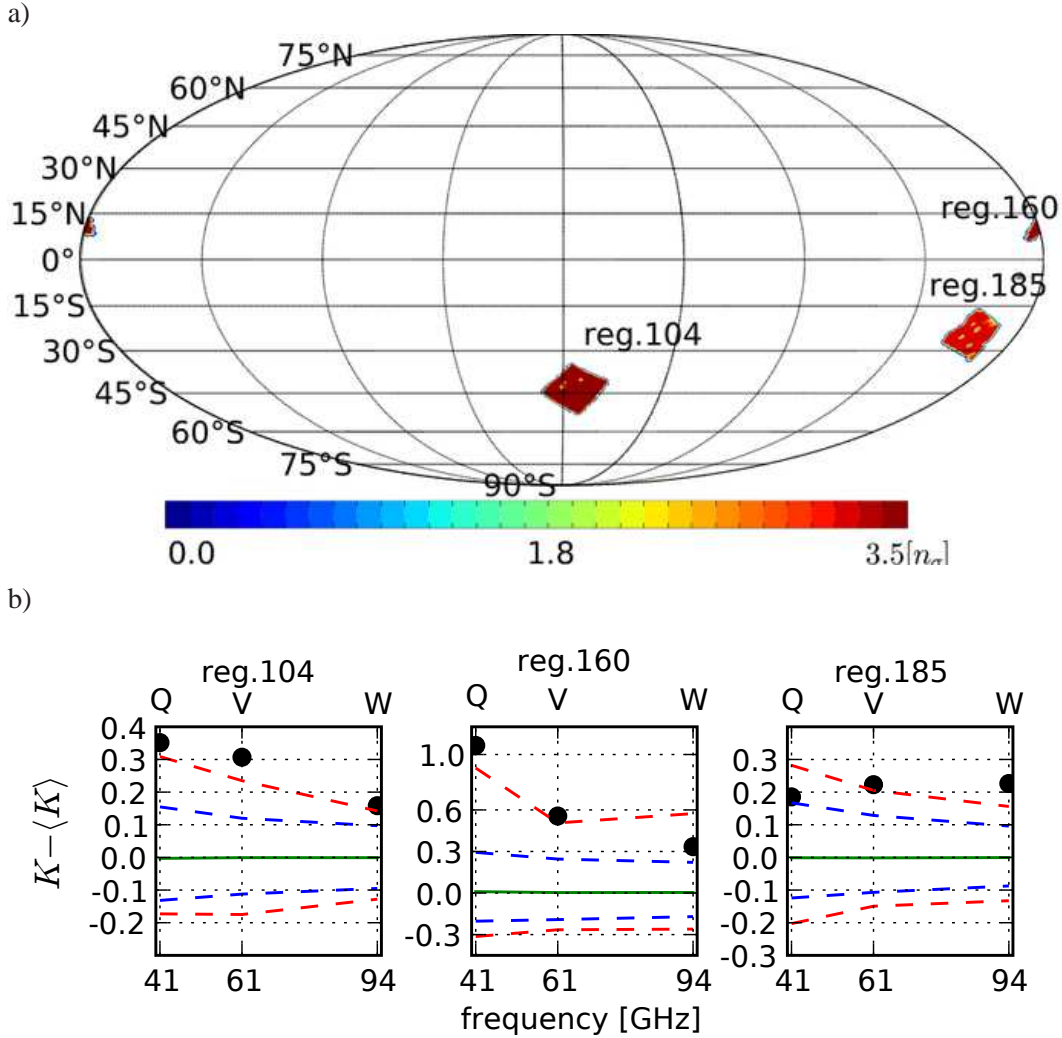 a)
75°N
60°N
45°N
30°N
15°N
reg.160
0°
reg.185
15°S
reg.104
30°S
45°S
60°S
75°S
90°S
0.0 1.8 3.5[n_σ]
b)
reg.104 reg.160 reg.185
Q V W Q V W Q V W
K−⟨K⟩
0.4
0.3
0.2
0.1
0.0
-0.1
-0.2
41 61 94
1.0
0.6
0.3
0.0
-0.3
41 61 94
0.3
0.2
0.1
0.0
-0.1
-0.2
-0.3
41 61 94
frequency [GHz]